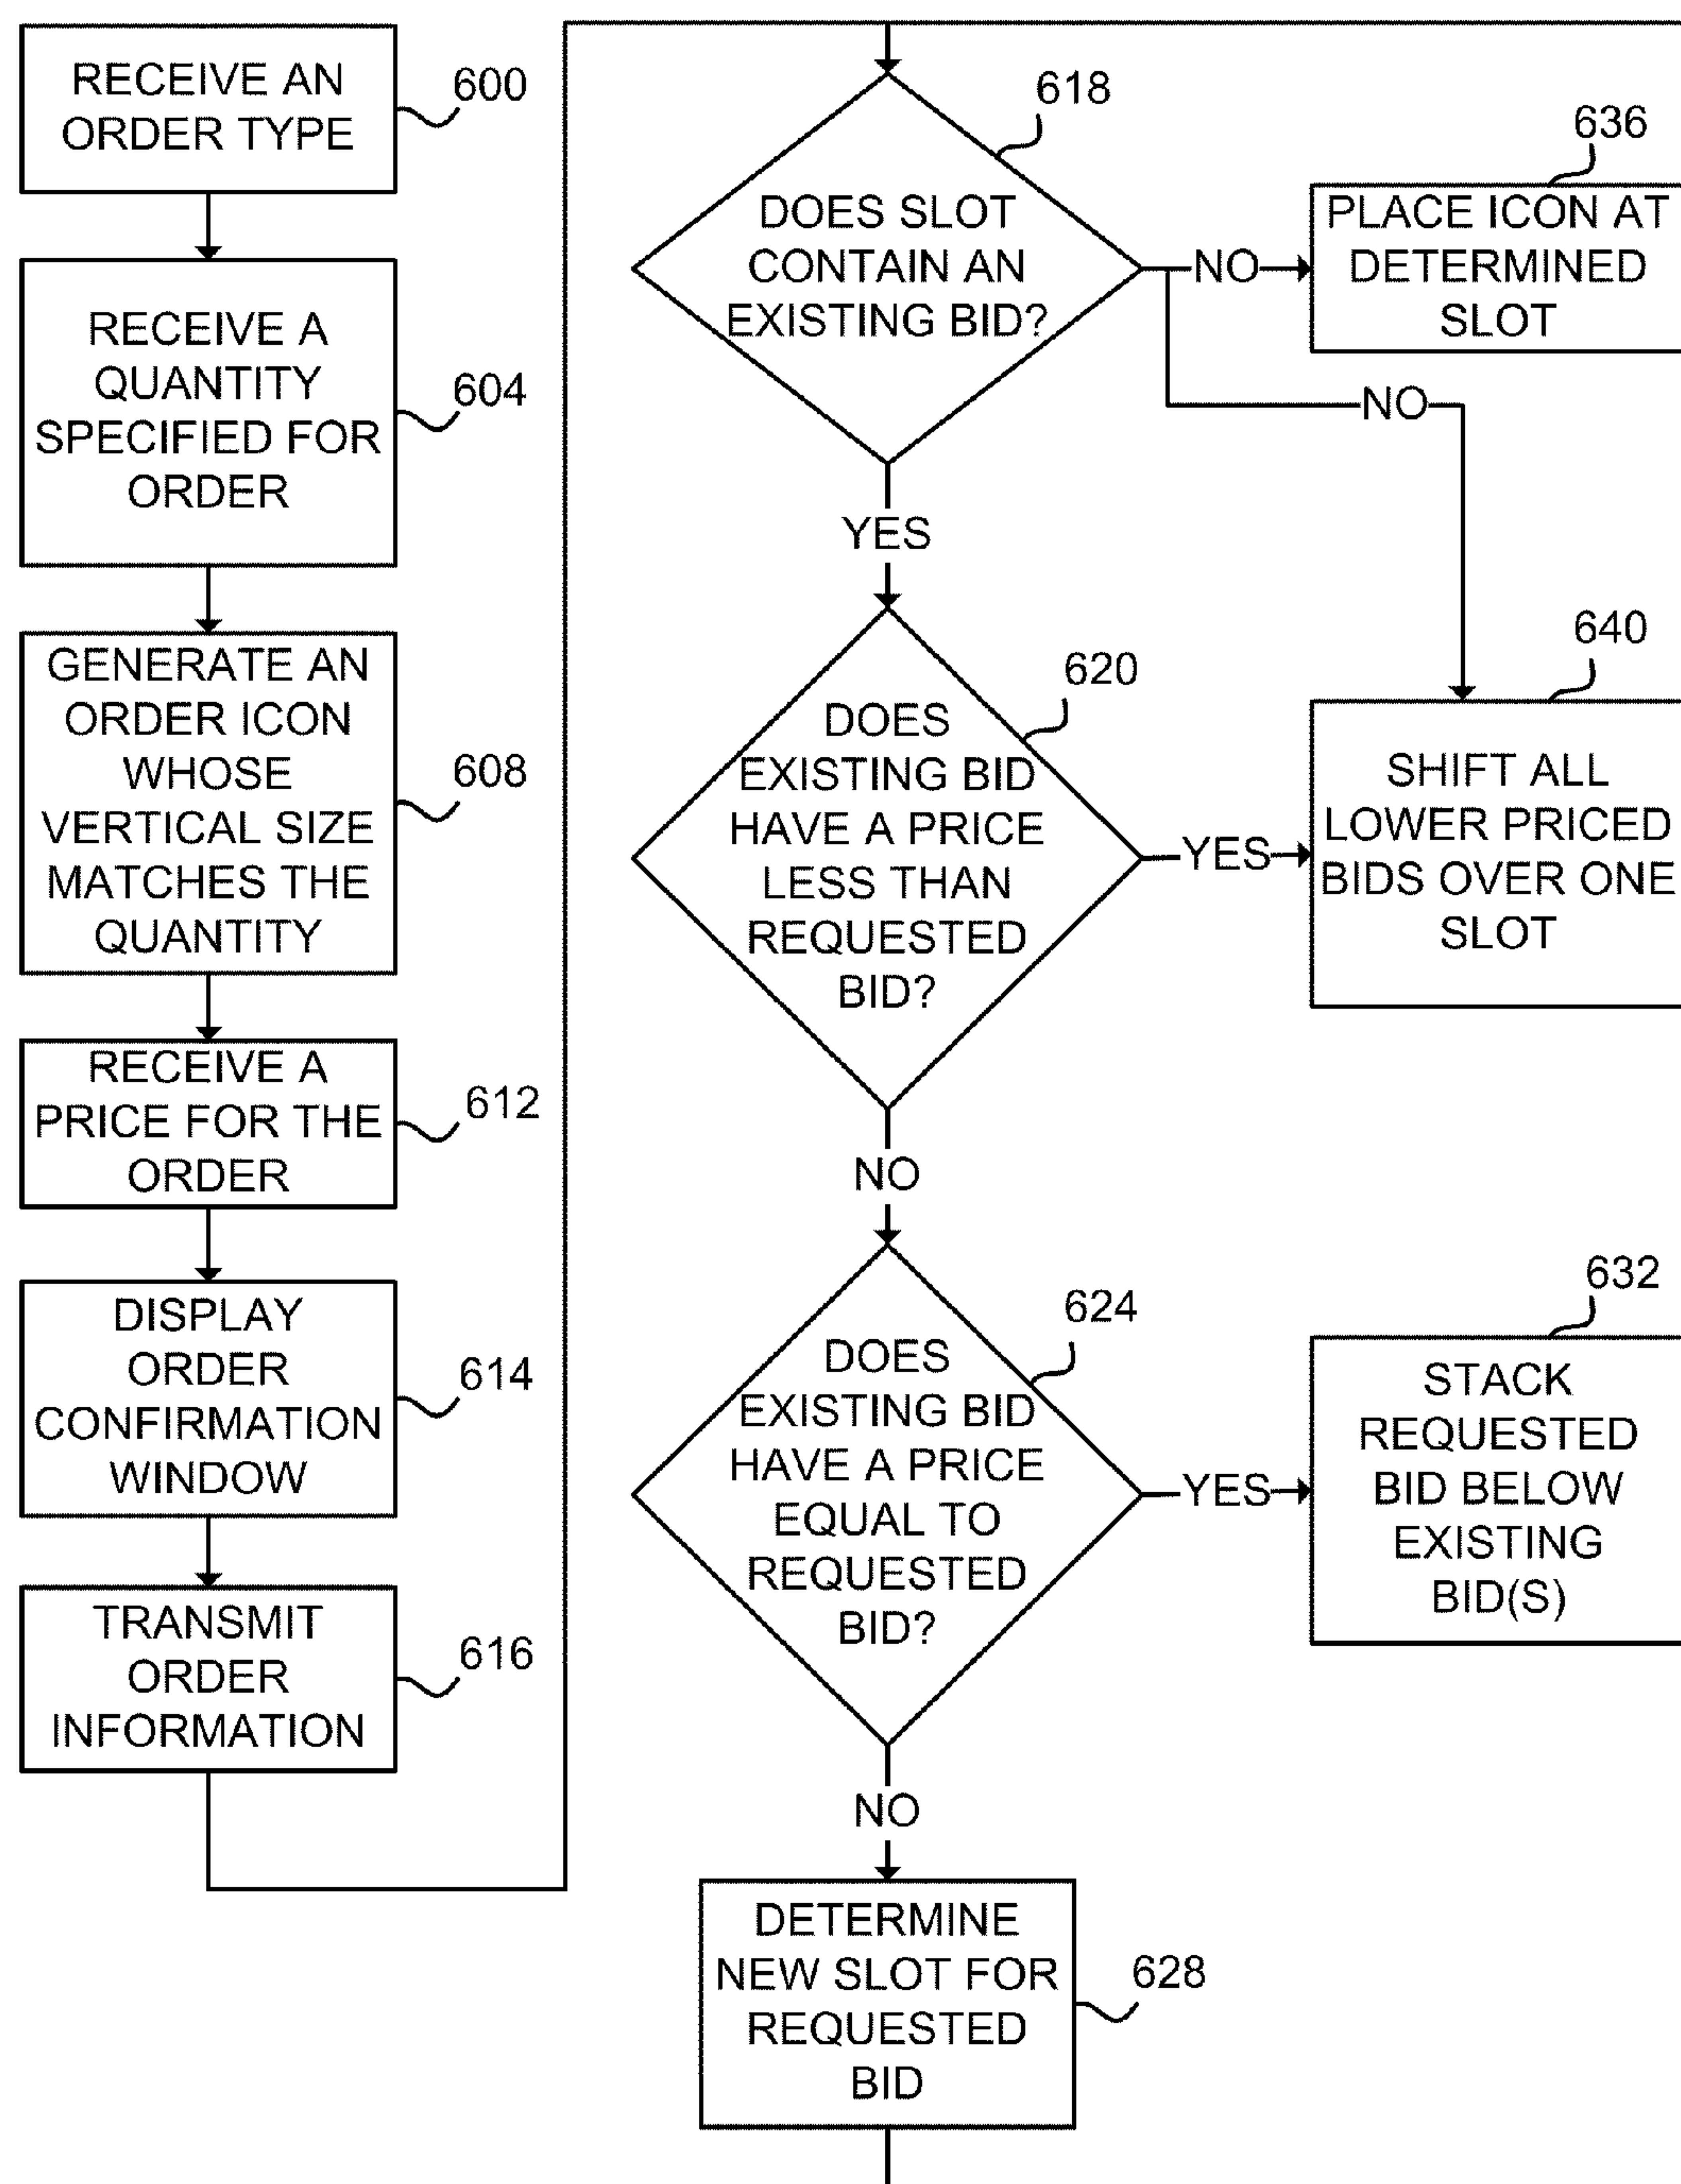 RECEIVE AN
ORDER TYPE
600
RECEIVE A
QUANTITY
SPECIFIED FOR
ORDER
604
GENERATE AN
ORDER ICON
WHOSE
VERTICAL SIZE
MATCHES THE
QUANTITY
608
RECEIVE A
PRICE FOR THE
ORDER
612
DISPLAY
ORDER
CONFIRMATION
WINDOW
614
TRANSMIT
ORDER
INFORMATION
616
618
DOES SLOT
CONTAIN AN
EXISTING BID?
NO
636
PLACE ICON AT
DETERMINED
SLOT
NO
YES
620
DOES
EXISTING BID
HAVE A PRICE
LESS THAN
REQUESTED
BID?
YES
640
SHIFT ALL
LOWER PRICED
BIDS OVER ONE
SLOT
NO
624
DOES
EXISTING BID
HAVE A PRICE
EQUAL TO
REQUESTED
BID?
YES
632
STACK
REQUESTED
BID BELOW
EXISTING
BID(S)
NO
DETERMINE
NEW SLOT FOR
REQUESTED
BID
628